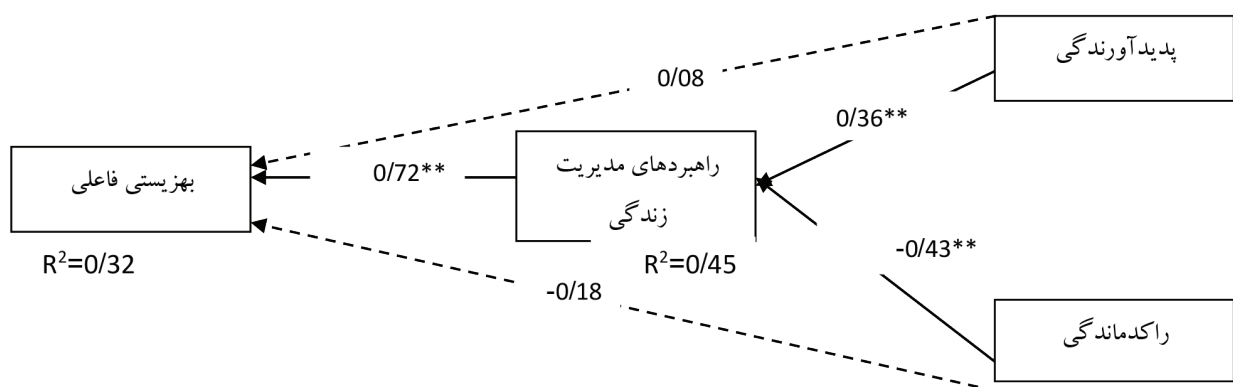 پدیدآورندگی
0/08
0/36**
راهبردهای مدیریت
زندگی
0/72**
بهزیستی فاعلی
R²=0/32
R²=0/45
-0/43**
-0/18
راکدماندگی